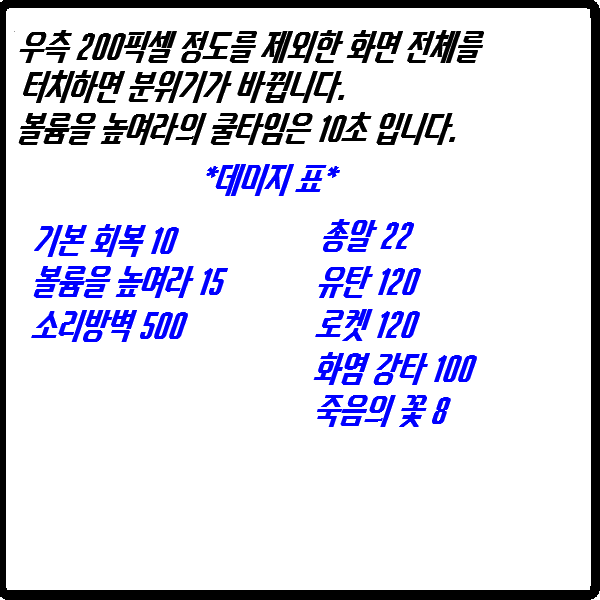 우측 200픽셀 정도를 제외한 화면 전체를
터치하면 분위기가 바뀝니다.
볼륨을 높여라의 쿨타임은 10초 입니다.
*데미지 표*
기본 회복 10
볼륨을 높여라 15
소리방벽 500
총알 22
유탄 120
로켓 120
화염 강타 100
죽음의 꽃 8